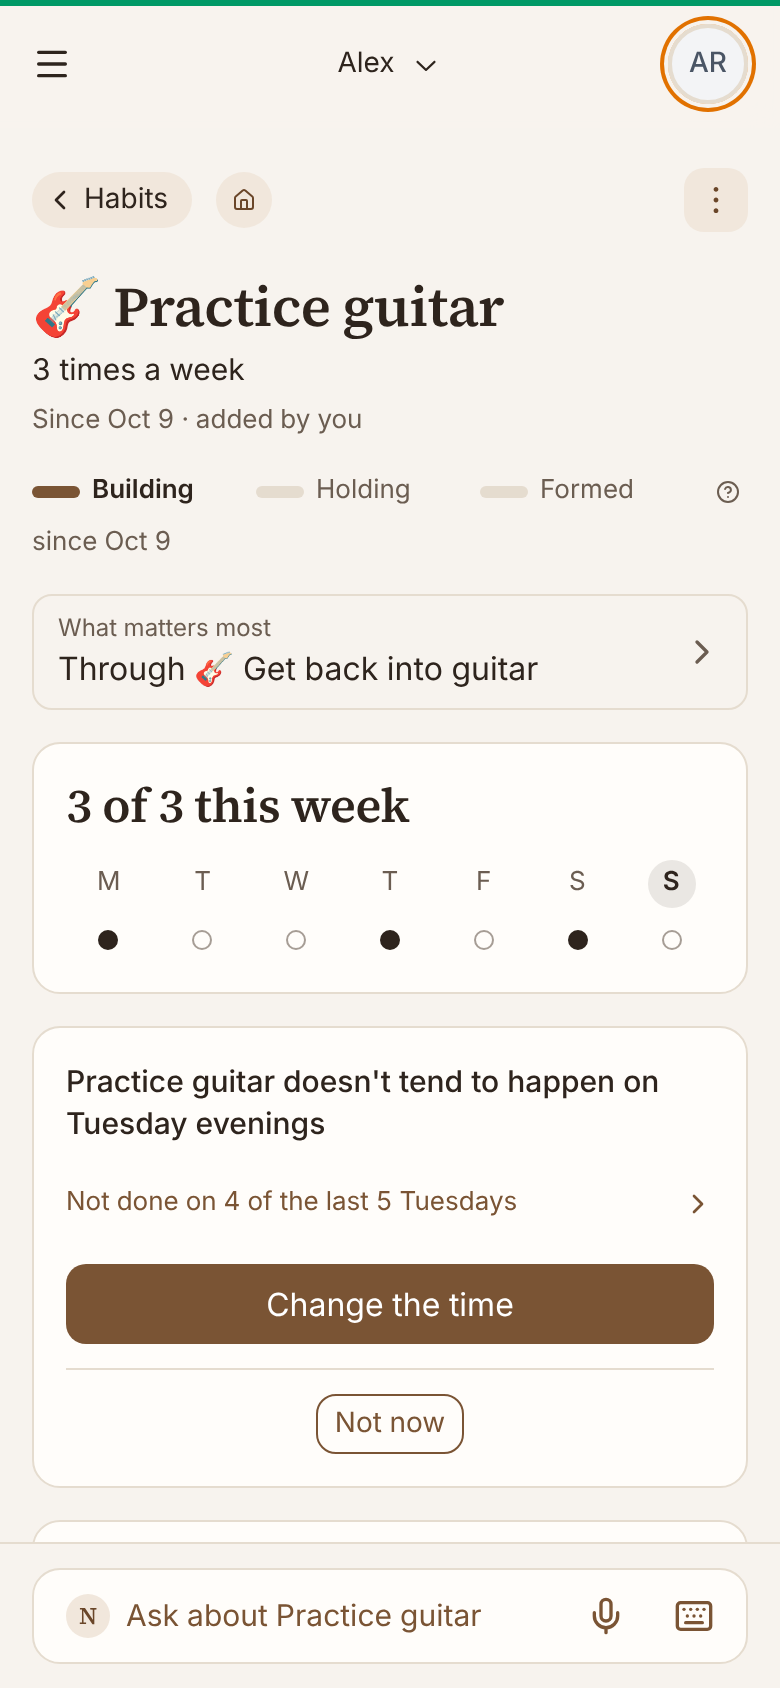 Alex
AR
Habits
Practice guitar
3 times a week
Since Oct 9 · added by you
Building
Holding
Formed
since Oct 9
What matters most
Through 🎸 Get back into guitar
3 of 3 this week
M T W T F S S
Practice guitar doesn't tend to happen on
Tuesday evenings
Not done on 4 of the last 5 Tuesdays
Change the time
Not now
N
Ask about Practice guitar